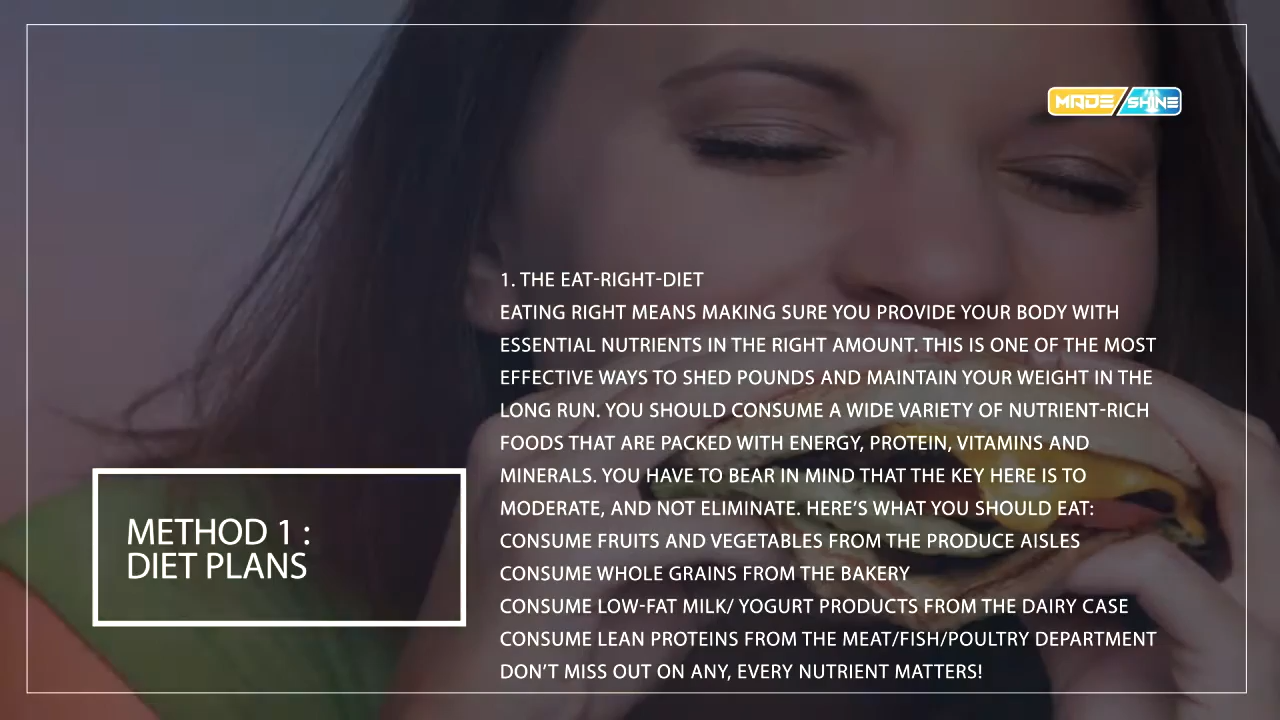 MADE/SHINE
1. THE EAT-RIGHT-DIET
EATING RIGHT MEANS MAKING SURE YOU PROVIDE YOUR BODY WITH
ESSENTIAL NUTRIENTS IN THE RIGHT AMOUNT. THIS IS ONE OF THE MOST
EFFECTIVE WAYS TO SHED POUNDS AND MAINTAIN YOUR WEIGHT IN THE
LONG RUN. YOU SHOULD CONSUME A WIDE VARIETY OF NUTRIENT-RICH
FOODS THAT ARE PACKED WITH ENERGY, PROTEIN, VITAMINS AND
MINERALS. YOU HAVE TO BEAR IN MIND THAT THE KEY HERE IS TO
MODERATE, AND NOT ELIMINATE. HERE’S WHAT YOU SHOULD EAT:
CONSUME FRUITS AND VEGETABLES FROM THE PRODUCE AISLES
CONSUME WHOLE GRAINS FROM THE BAKERY
CONSUME LOW-FAT MILK/ YOGURT PRODUCTS FROM THE DAIRY CASE
CONSUME LEAN PROTEINS FROM THE MEAT/FISH/POULTRY DEPARTMENT
DON’T MISS OUT ON ANY, EVERY NUTRIENT MATTERS!
METHOD 1 :
DIET PLANS